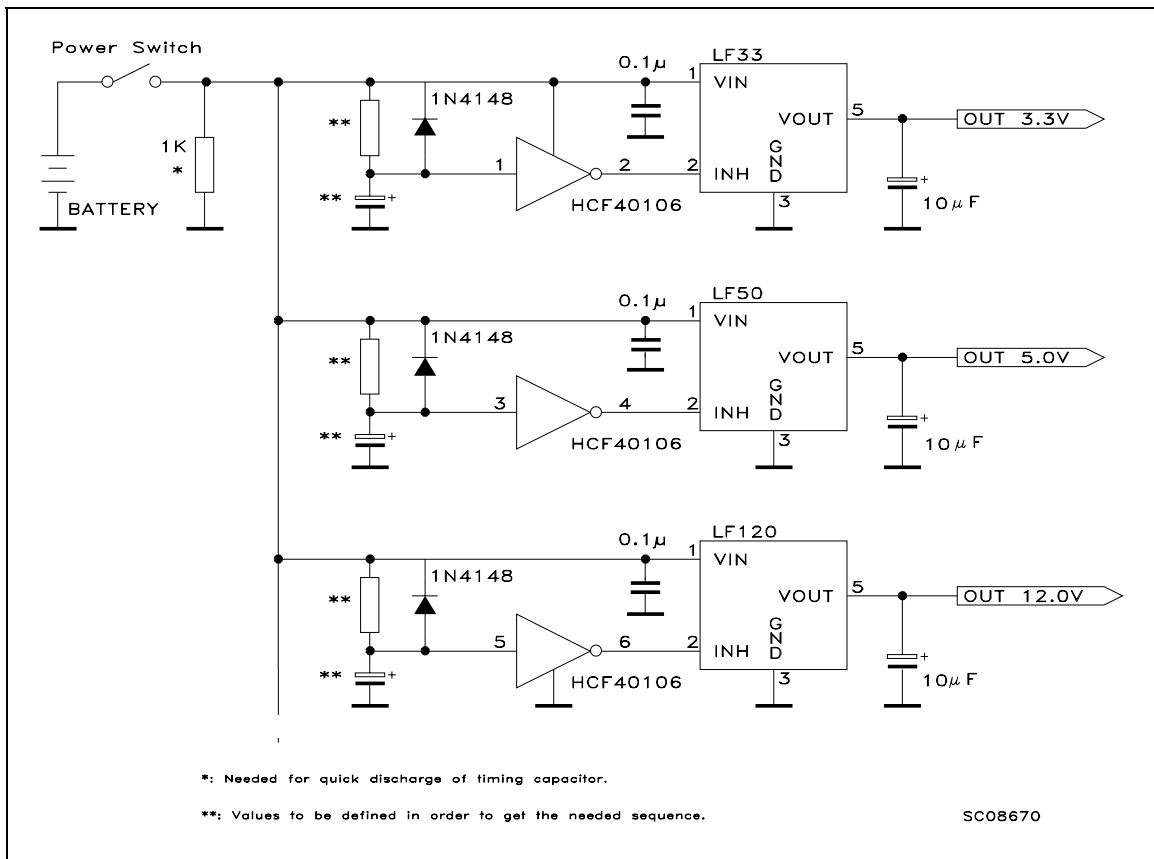 Power Switch
1K
*
BATTERY
**
**
1N4148
1
2
HCF40106
0.1μ
LF33
1
VIN
VOUT
5
GND
2
INH
3
10μF
+
+
OUT 3.3V
**
**
+
1N4148
3
4
HCF40106
0.1μ
LF50
1
VIN
VOUT
5
GND
2
INH
3
10μF
+
OUT 5.0V
**
**
+
1N4148
5
6
HCF40106
0.1μ
LF120
1
VIN
VOUT
5
GND
2
INH
3
10μF
+
OUT 12.0V
*: Needed for quick discharge of timing capacitor.
**: Values to be defined in order to get the needed sequence.
SC08670